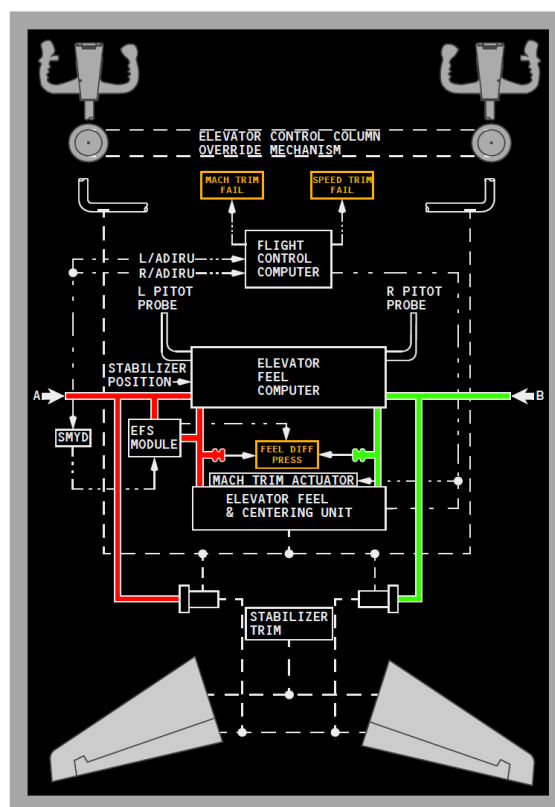 ELEVATOR CONTROL COLUMN
OVERRIDE MECHANISM
MACH TRIM
FAIL
SPEED TRIM
FAIL
L/ADIRU
R/ADIRU
FLIGHT
CONTROL
COMPUTER
L PITOT
PROBE
R PITOT
PROBE
STABILIZER
POSITION
ELEVATOR
FEEL
COMPUTER
A
B
SMYD
EFS
MODULE
FEEL DIFF
PRESS
MACH TRIM ACTUATOR
ELEVATOR FEEL
& CENTERING UNIT
STABILIZER
TRIM